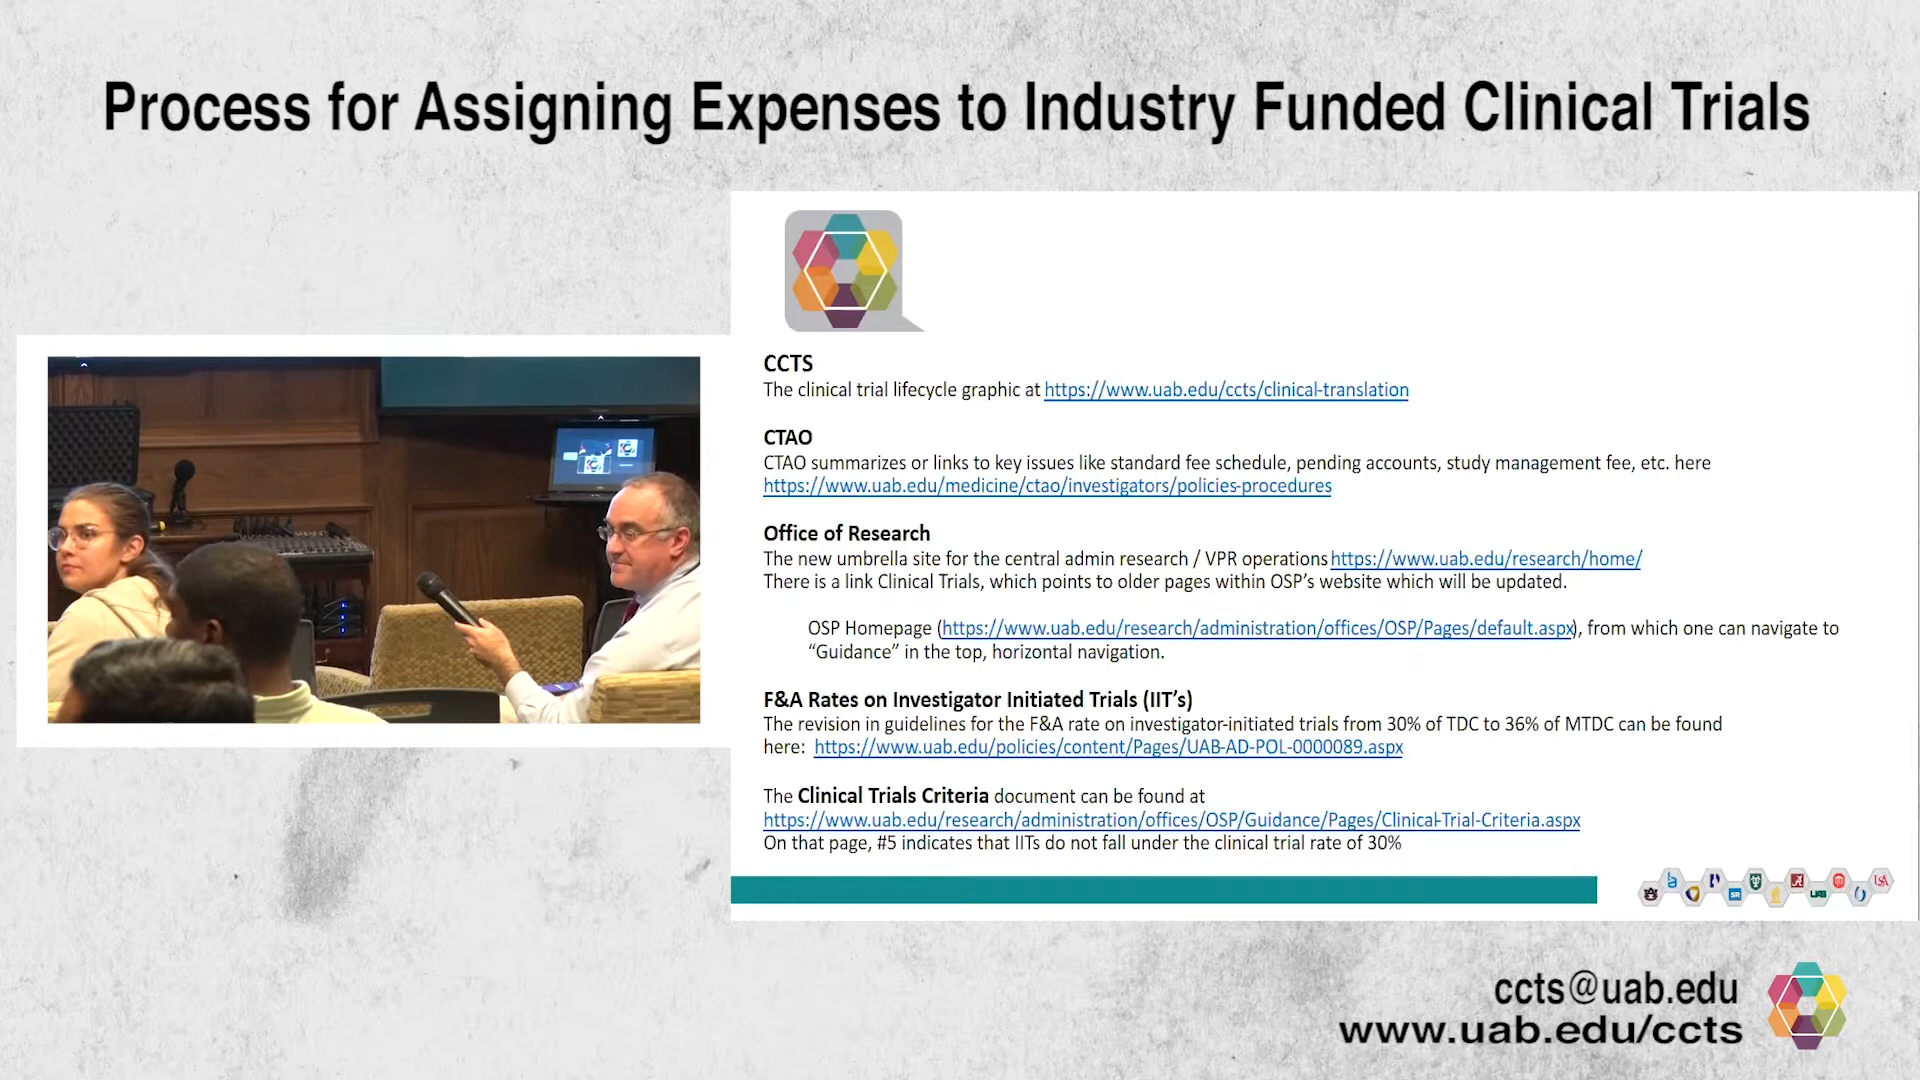 Process for Assigning Expenses to Industry Funded Clinical Trials
CCTS
The clinical trial lifecycle graphic at https://www.uab.edu/ccts/clinical-translation
CTAO
CTAO summarizes or links to key issues like standard fee schedule, pending accounts, study management fee, etc. here
https://www.uab.edu/medicine/ctao/investigators/policies-procedures
Office of Research
The new umbrella site for the central admin research / VPR operations https://www.uab.edu/research/home/
There is a link Clinical Trials, which points to older pages within OSP’s website which will be updated.
OSP Homepage (https://www.uab.edu/research/administration/offices/OSP/Pages/default.aspx), from which one can navigate to
“Guidance” in the top, horizontal navigation.
F&A Rates on Investigator Initiated Trials (IIT’s)
The revision in guidelines for the F&A rate on investigator-initiated trials from 30% of TDC to 36% of MTDC can be found
here: https://www.uab.edu/policies/content/Pages/UAB-AD-POL-0000089.aspx
The Clinical Trials Criteria document can be found at
https://www.uab.edu/research/administration/offices/OSP/Guidance/Pages/Clinical-Trial-Criteria.aspx
On that page, #5 indicates that IITs do not fall under the clinical trial rate of 30%
ccts@uab.edu
www.uab.edu/ccts